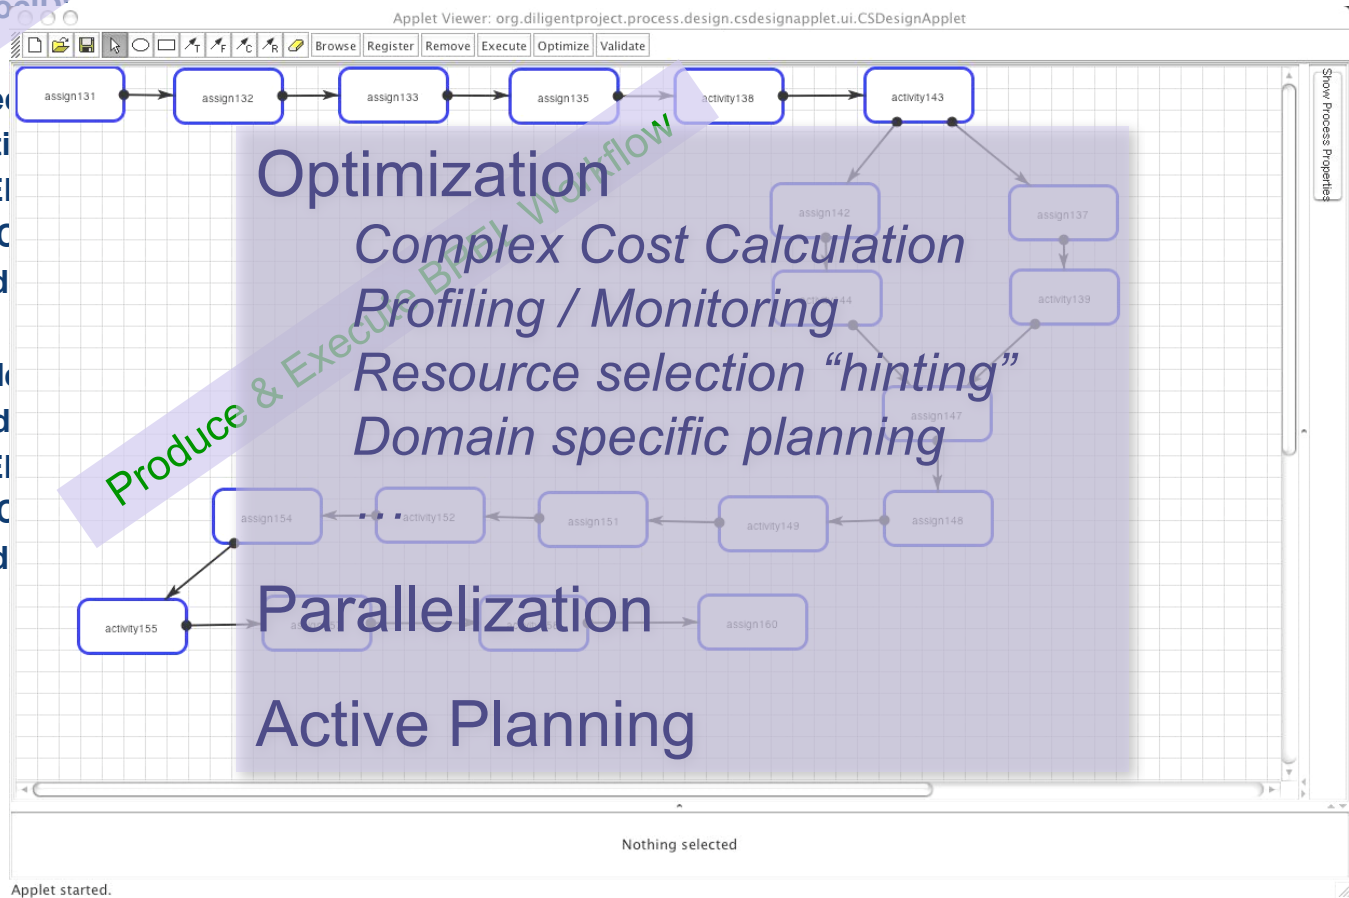 Applet Viewer: org.diligentproject.process.design.csdesignapplet.ui.CSDesignApplet
T F C R Browse Register Remove Execute Optimize Validate
Show Process Properties
assign131 assign132 assign133 assign135 activity138 activity143
Produce & Execute BPEL Workflow
Optimization
assign142 assign137
Complex Cost Calculation
activity139
Profiling / Monitoring
Resource selection “hinting”
assign147
Domain specific planning
assign154 activity152 assign151 activity149 assign148
...
Parallelization
activity155 assign160
Active Planning
Nothing selected
Applet started.